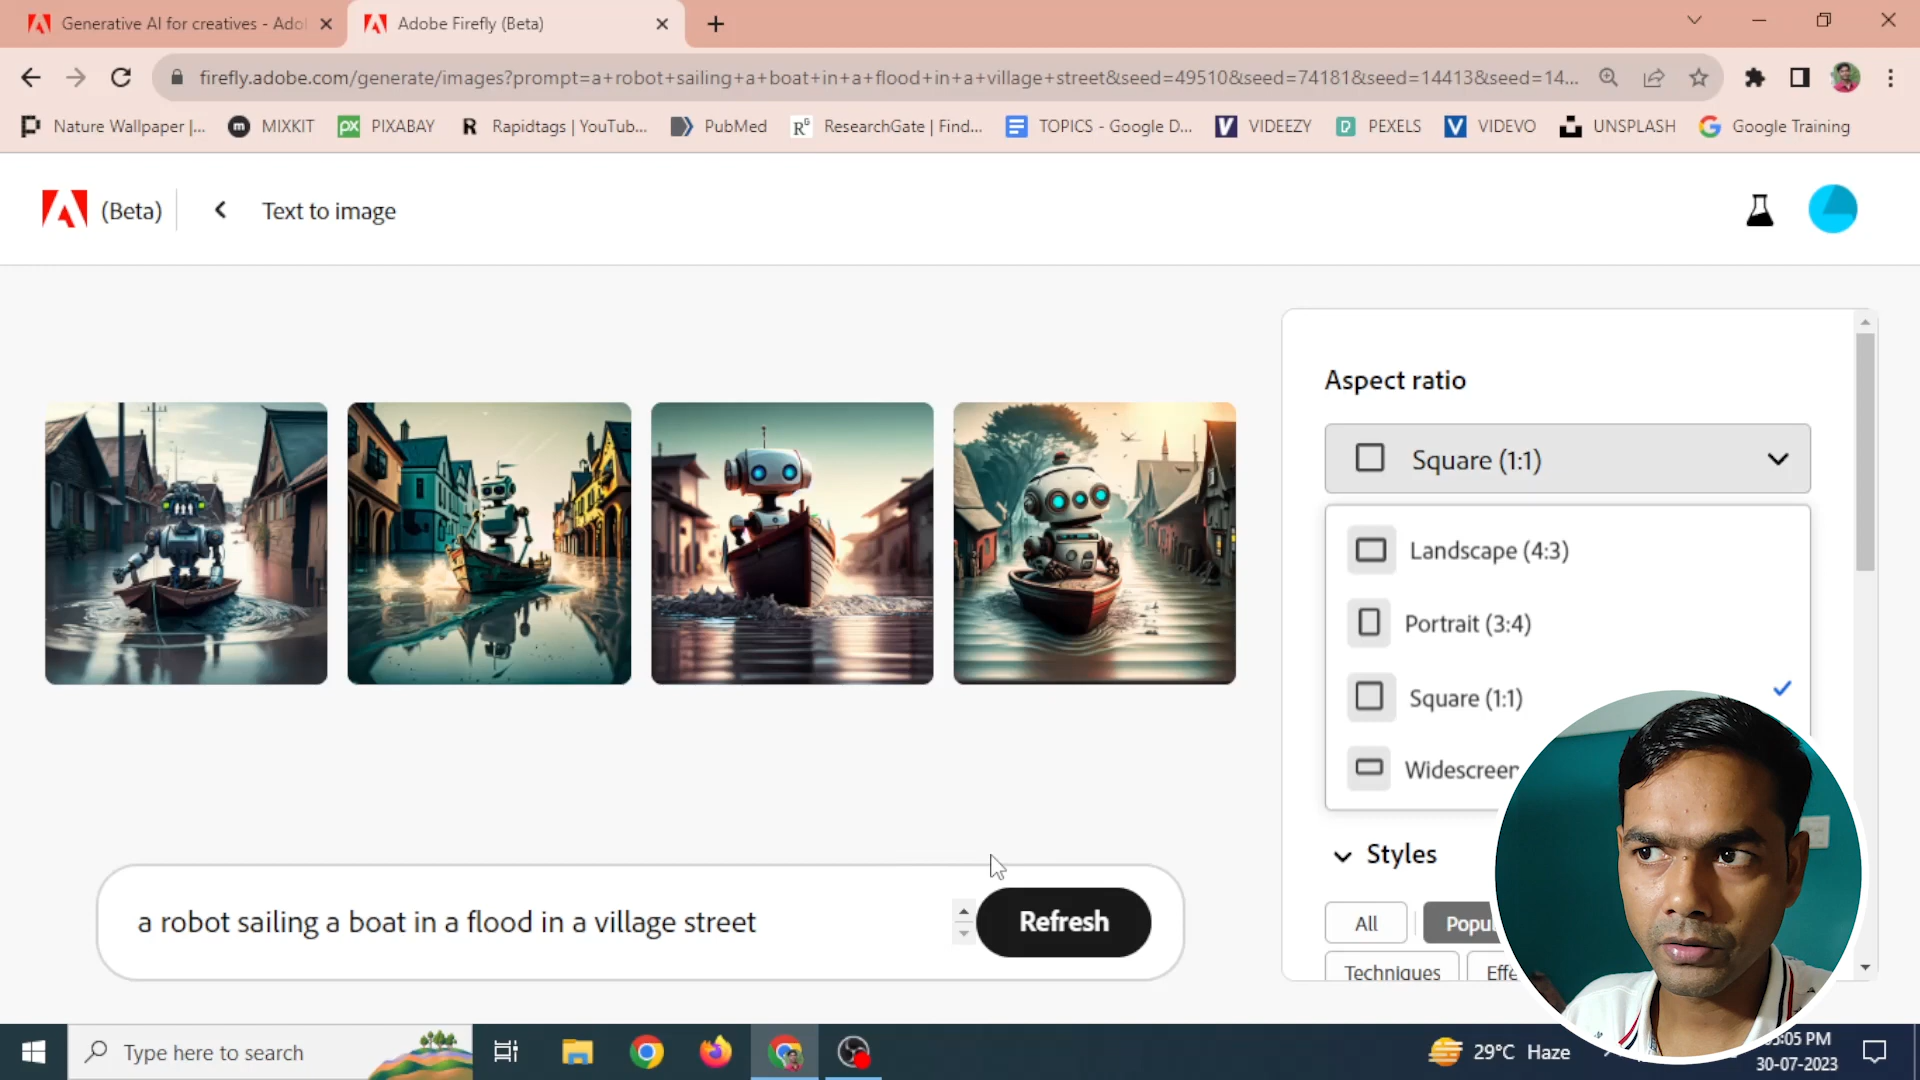 Generative AI for creatives - Ado
Adobe Firefly (Beta)
firefly.adobe.com/generate/images?prompt=a+robot+sailing+a+boat+in+a+flood+in+a+village+street&seed=49510&seed=74181&seed=14413&seed=14...
Nature Wallpaper |...
MIXKIT
px PIXABAY
R Rapidtags | YouTub...
PubMed
ResearchGate | Find...
TOPICS - Google D...
VIDEEZY
PEXELS
VIDEVO
UNSPLASH
Google Training
(Beta)
Text to image
Aspect ratio
Square (1:1)
Landscape (4:3)
Portrait (3:4)
Square (1:1)
Widescreen
Styles
All
Popu
Techniques
Effe
a robot sailing a boat in a flood in a village street
Refresh
Type here to search
29°C Haze
:05 PM
30-07-2023